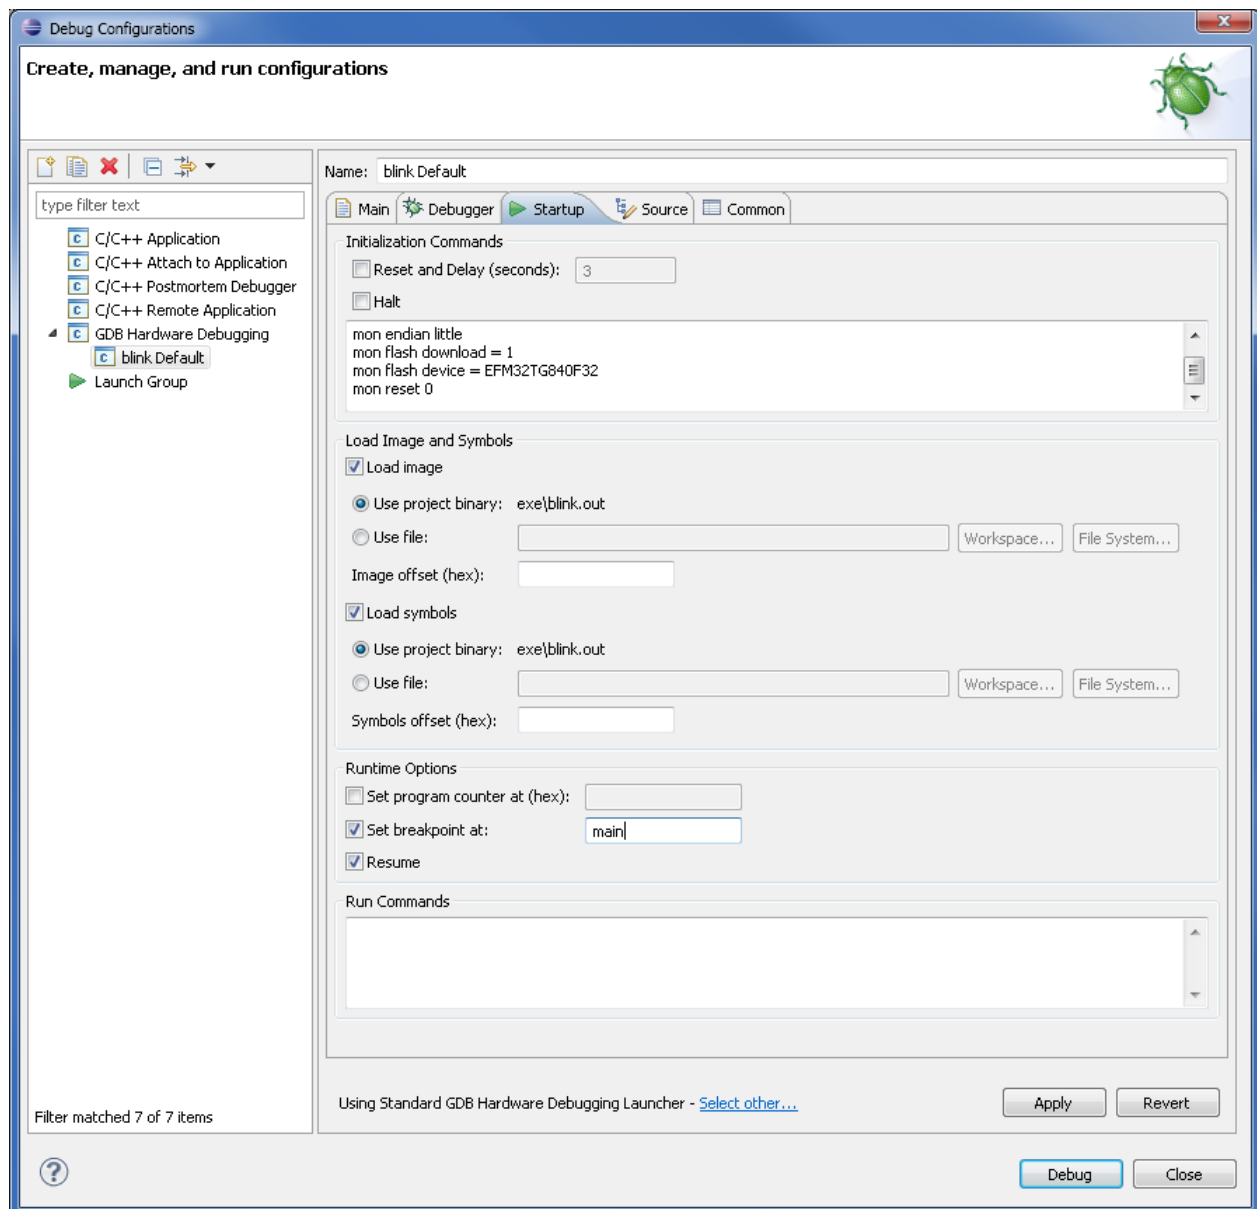 Debug Configurations
Create, manage, and run configurations
type filter text
C/C++ Application
C/C++ Attach to Application
C/C++ Postmortem Debugger
C/C++ Remote Application
GDB Hardware Debugging
blink Default
Launch Group
Filter matched 7 of 7 items
Name: blink Default
Main Debugger Startup Source Common
Initialization Commands
Reset and Delay (seconds): 3
Halt
mon endian little
mon flash download = 1
mon flash device = EFM32TG840F32
mon reset 0
Load Image and Symbols
Load image
Use project binary: exe\blink.out
Use file: Workspace... File System...
Image offset (hex):
Load symbols
Use project binary: exe\blink.out
Use file: Workspace... File System...
Symbols offset (hex):
Runtime Options
Set program counter at (hex):
Set breakpoint at: main
Resume
Run Commands
Using Standard GDB Hardware Debugging Launcher - Select other...
Apply Revert
Debug Close